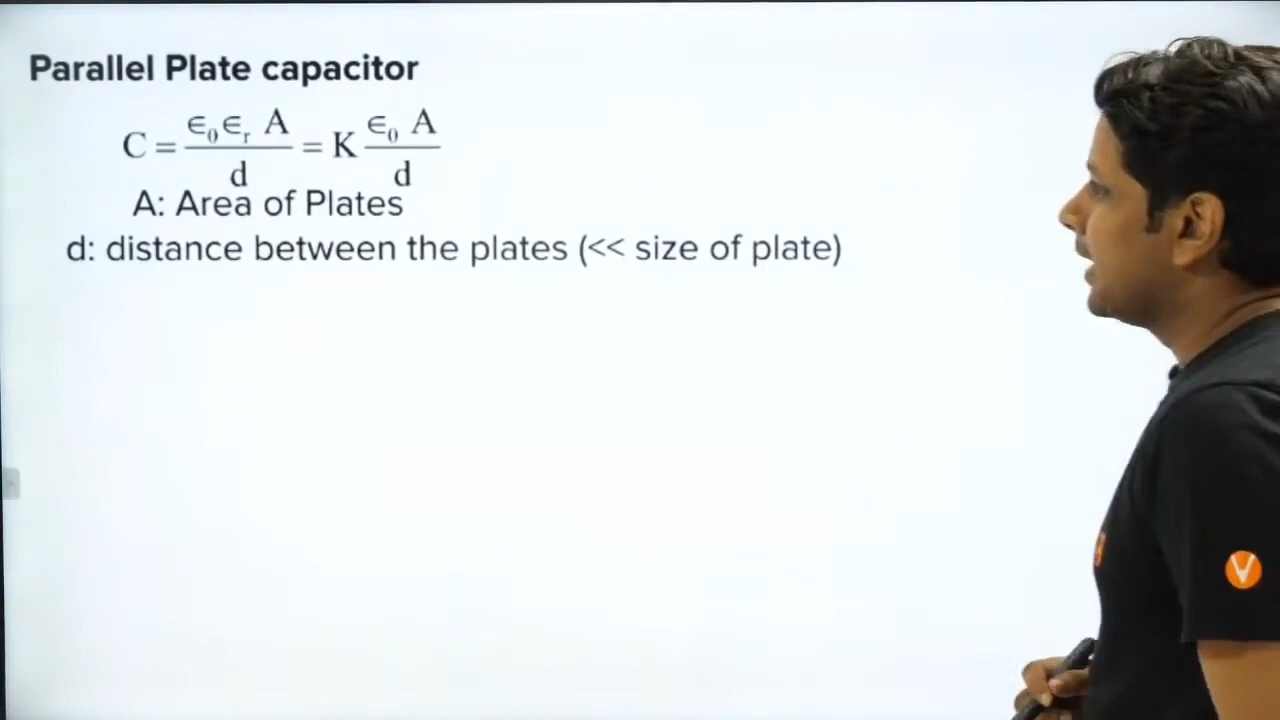 Parallel Plate capacitor
C = ∈₀∈ᵣ A / d = K ∈₀ A / d
A: Area of Plates
d: distance between the plates (<< size of plate)